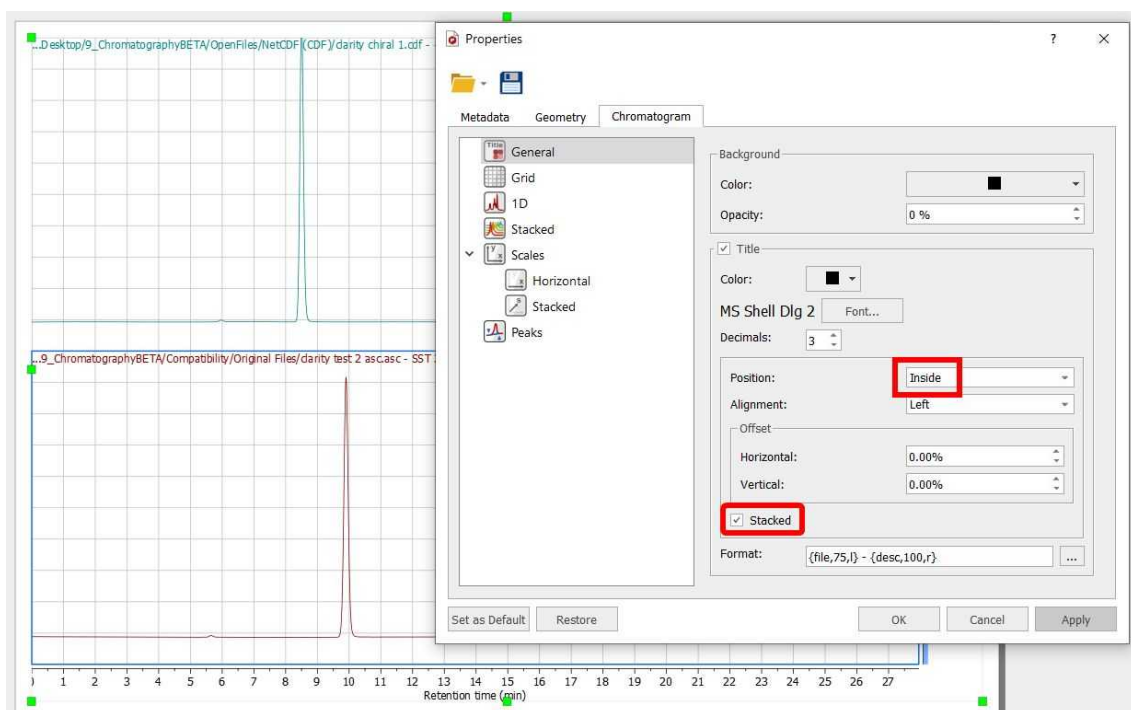 ...Desktop/9_ChromatographyBETA/OpenFiles/NetCDF (CDF)/clarity chiral 1.cdf -
Properties
?
Metadata
Geometry
Chromatogram
General
Grid
1D
Stacked
Scales
Horizontal
Stacked
Peaks
Background
Color:
Opacity:
0 %
Title
Color:
MS Shell Dlg 2
Font...
Decimals:
3
Position:
Inside
Alignment:
Left
Offset
Horizontal:
0.00%
Vertical:
0.00%
Stacked
Format:
{file,75,l} - {desc,100,r}
...
Set as Default
Restore
OK
Cancel
Apply
...9_ChromatographyBETA/Compatibility/Original Files/clarity test 2 asc.asc - SST
1 2 3 4 5 6 7 8 9 10 11 12 13 14 15 16 17 18 19 20 21 22 23 24 25 26 27
Retention time (min)